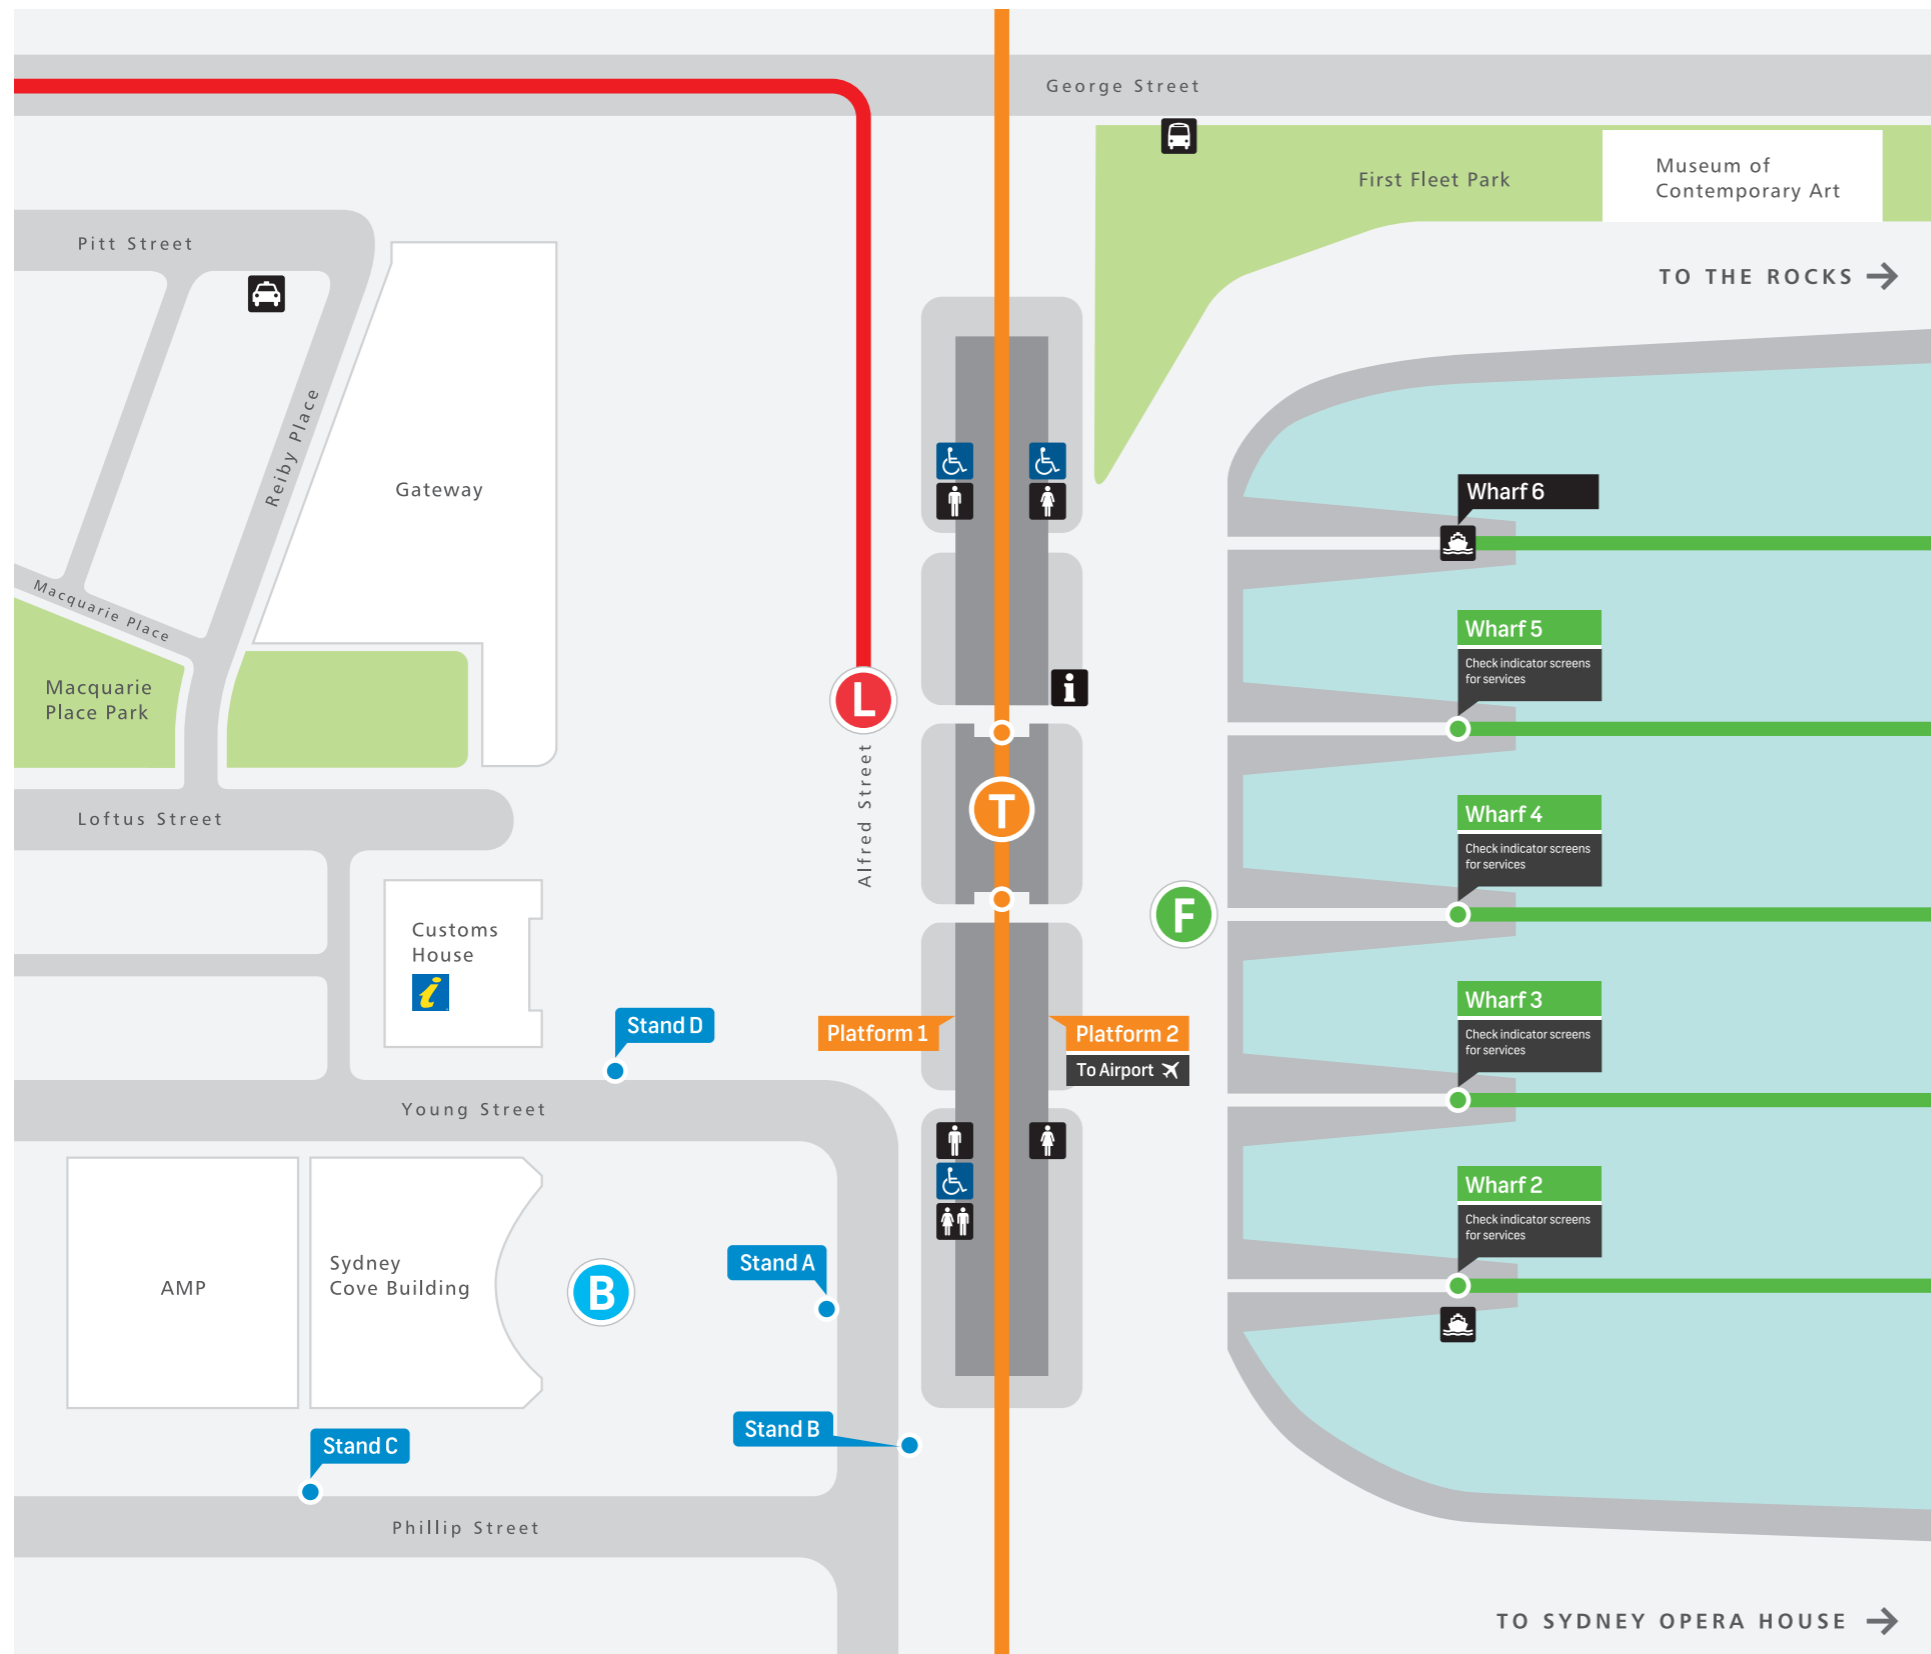 George Street
First Fleet Park
Museum of
Contemporary Art
TO THE ROCKS
Pitt Street
Reiby Place
Gateway
Macquarie Place
Macquarie
Place Park
Loftus Street
L
Alfred Street
T
F
Wharf 6
Wharf 5
Check indicator screens
for services
Wharf 4
Check indicator screens
for services
Customs
House
i
i
Stand D
Platform 1
Platform 2
To Airport
Wharf 3
Check indicator screens
for services
Young Street
Wharf 2
Check indicator screens
for services
AMP
Sydney
Cove Building
B
Stand A
Stand B
Stand C
Phillip Street
TO SYDNEY OPERA HOUSE